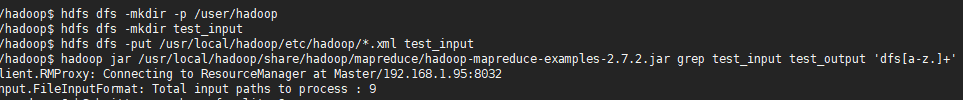 /hadoop$ hdfs dfs -mkdir -p /user/hadoop
/hadoop$ hdfs dfs -mkdir test_input
/hadoop$ hdfs dfs -put /usr/local/hadoop/etc/hadoop/*.xml test_input
/hadoop$ hadoop jar /usr/local/hadoop/share/hadoop/mapreduce/hadoop-mapreduce-examples-2.7.2.jar grep test_input test_output 'dfs[a-z.]+'
lient.RMProxy: Connecting to ResourceManager at Master/192.168.1.95:8032
nput.FileInputFormat: Total input paths to process : 9